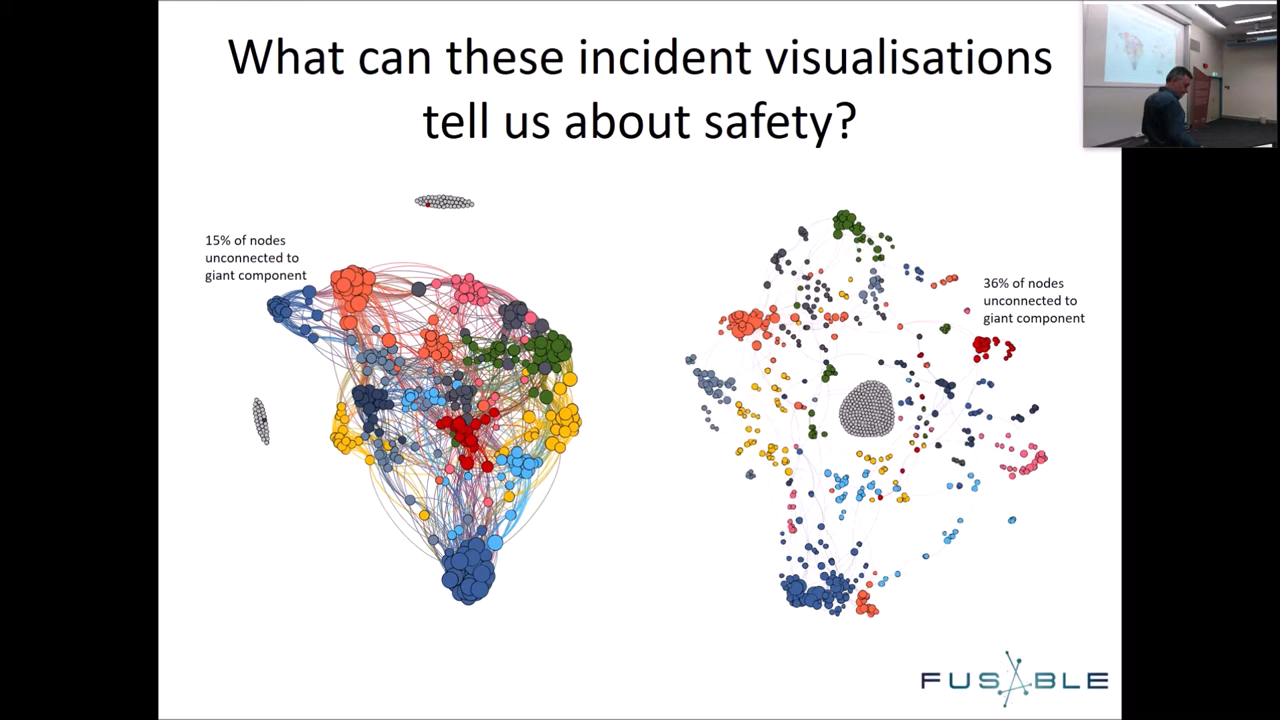 What can these incident visualisations
tell us about safety?
15% of nodes
unconnected to
giant component
36% of nodes
unconnected to
giant component
FUSABLE